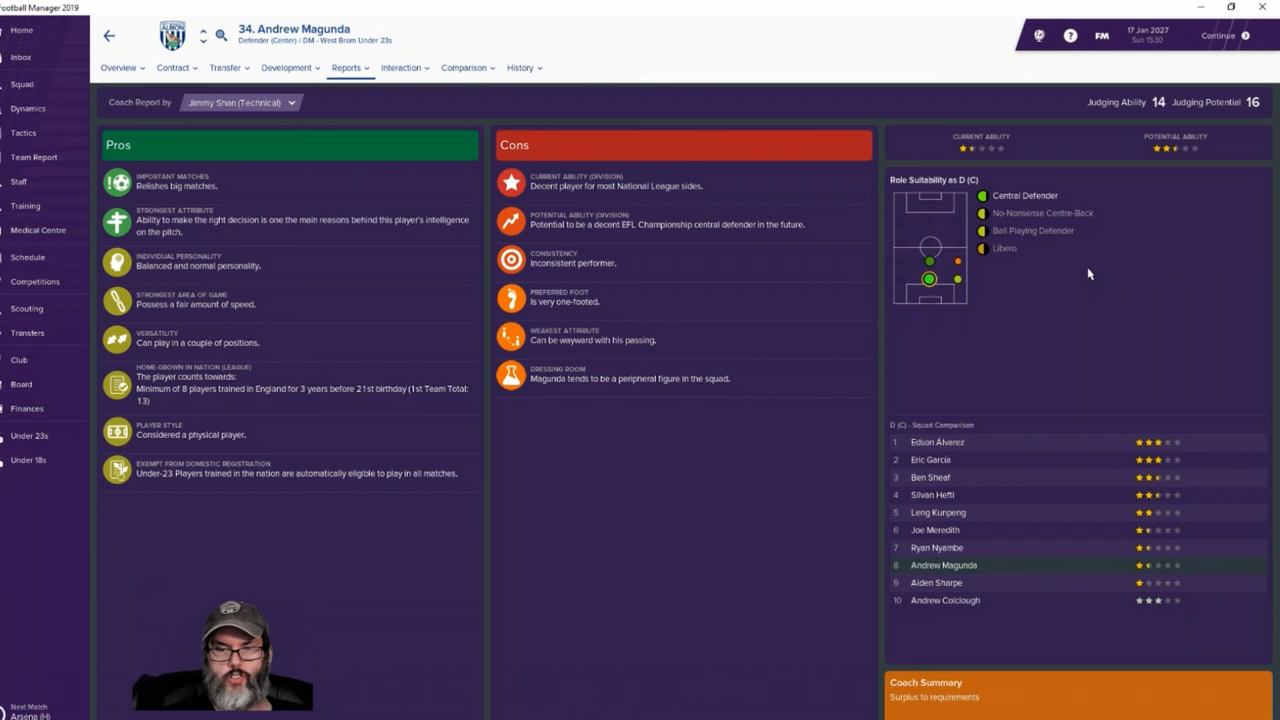 Football Manager 2019
Home
Inbox
Squad
Dynamics
Tactics
Team Report
Staff
Training
Medical Centre
Schedule
Competitions
Scouting
Transfers
Club
Board
Finances
Under 23s
Under 18s
Next Match
Arsena (H)
ALBION
34. Andrew Magunda
Defender (Center) / DM - West Brom Under 23s
FM
17 Jan 2027
Sun 15:30
Continue
Overview
Contract
Transfer
Development
Reports
Interaction
Comparison
History
Coach Report by
Jimmy Shan (Technical)
Judging Ability 14 Judging Potential 16
Pros
IMPORTANT MATCHES
Relishes big matches.
STRONGEST ATTRIBUTE
Ability to make the right decision is one the main reasons behind this player's intelligence
on the pitch.
INDIVIDUAL PERSONALITY
Balanced and normal personality.
STRONGEST AREA OF GAME
Possess a fair amount of speed.
VERSATILITY
Can play in a couple of positions.
HOME-GROWN IN NATION (LEAGUE)
The player counts towards:
Minimum of 8 players trained in England for 3 years before 21st birthday (1st Team Total:
13)
PLAYER STYLE
Considered a physical player.
EXEMPT FROM DOMESTIC REGISTRATION
Under-23 Players trained in the nation are automatically eligible to play in all matches.
Cons
CURRENT ABILITY (DIVISION)
Decent player for most National League sides.
POTENTIAL ABILITY (DIVISION)
Potential to be a decent EFL Championship central defender in the future.
CONSISTENCY
Inconsistent performer.
PREFERRED FOOT
Is very one-footed.
WEAKEST ATTRIBUTE
Can be wayward with his passing.
DRESSING ROOM
Magunda tends to be a peripheral figure in the squad.
CURRENT ABILITY
POTENTIAL ABILITY
Role Suitability as D (C)
Central Defender
No-Nonsense Centre-Back
Ball Playing Defender
Libero
D (C) - Squad Comparison
1 Edson Álvarez
2 Eric García
3 Ben Sheaf
4 Silvan Hefti
5 Leng Kunpeng
6 Joe Meredith
7 Ryan Nyambe
8 Andrew Magunda
9 Aiden Sharpe
10 Andrew Colclough
Coach Summary
Surplus to requirements